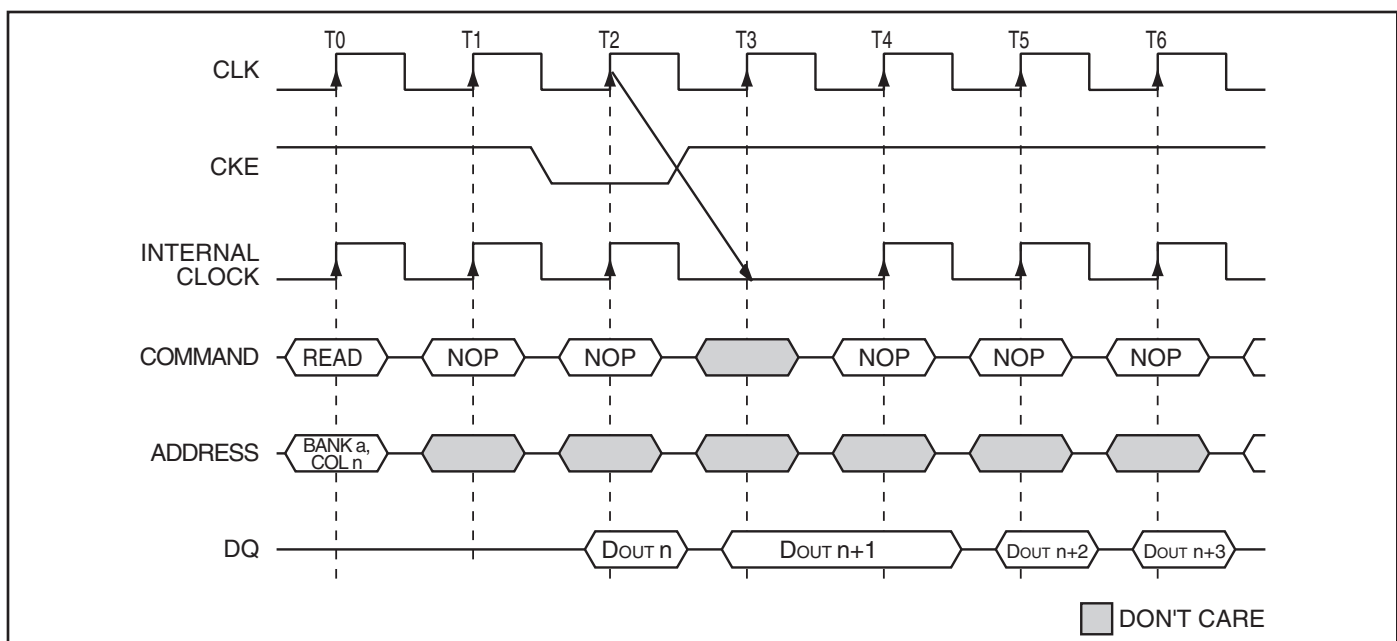 T0 T1 T2 T3 T4 T5 T6
CLK
CKE
INTERNAL
CLOCK
COMMAND READ NOP NOP NOP NOP NOP
ADDRESS BANK a,
COL n
DQ DOUT n DOUT n+1 DOUT n+2 DOUT n+3
DON'T CARE